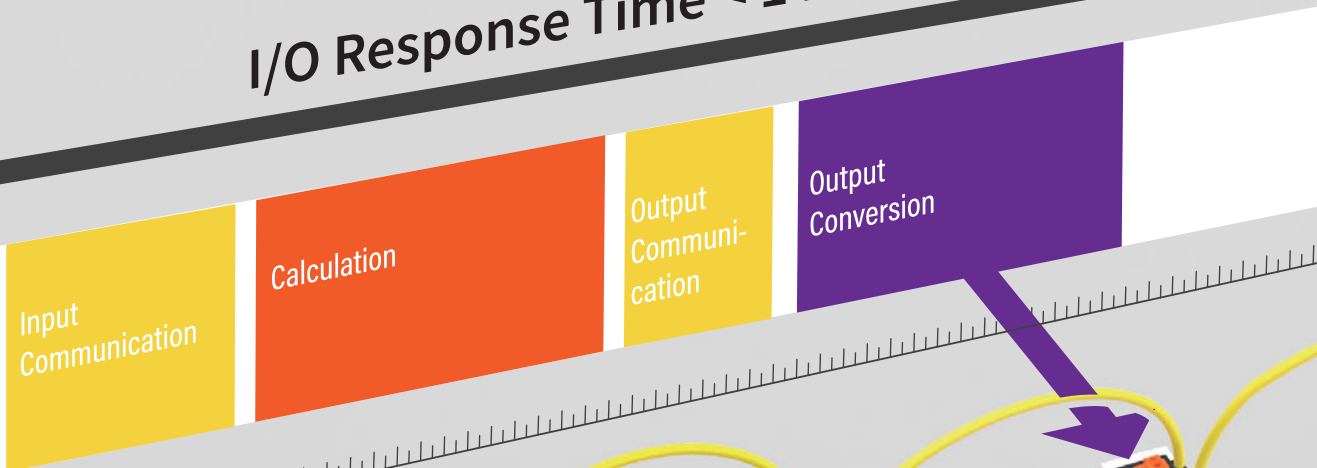 I/O Response Time <
Input
Communication
Calculation
Output
Communi-
cation
Output
Conversion